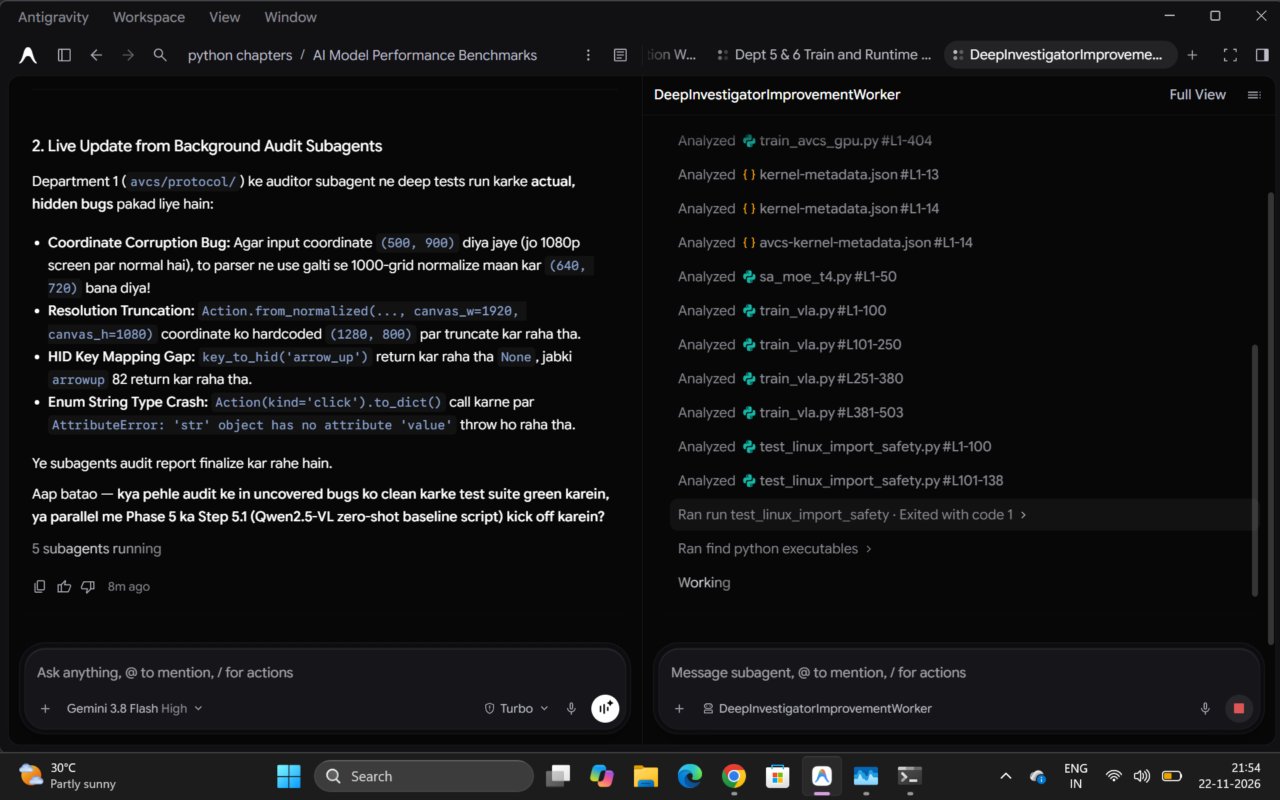 Antigravity Workspace View Window
python chapters / AI Model Performance Benchmarks
tion W... Dept 5 & 6 Train and Runtime ... DeepInvestigatorImproveme...
2. Live Update from Background Audit Subagents
Department 1 ( avcs/protocol/ ) ke auditor subagent ne deep tests run karke actual,
hidden bugs pakad liye hain:
• Coordinate Corruption Bug: Agar input coordinate (500, 900) diya jaye (jo 1080p
screen par normal hai), to parser ne use galti se 1000-grid normalize maan kar (640,
720) bana diya!
• Resolution Truncation: Action.from_normalized(..., canvas_w=1920,
canvas_h=1080) coordinate ko hardcoded (1280, 800) par truncate kar raha tha.
• HID Key Mapping Gap: key_to_hid('arrow_up') return kar raha tha None , jabki
arrowup 82 return kar raha tha.
• Enum String Type Crash: Action(kind='click').to_dict() call karne par
AttributeError: 'str' object has no attribute 'value' throw ho raha tha.
Ye subagents audit report finalize kar rahe hain.
Aap batao — kya pehle audit ke in uncovered bugs ko clean karke test suite green karein,
ya parallel me Phase 5 ka Step 5.1 (Qwen2.5-VL zero-shot baseline script) kick off karein?
5 subagents running
8m ago
Ask anything, @ to mention, / for actions
Gemini 3.8 Flash High
Turbo
DeepInvestigatorImprovementWorker
Full View
Analyzed train_avcs_gpu.py #L1-404
Analyzed {} kernel-metadata.json #L1-13
Analyzed {} kernel-metadata.json #L1-14
Analyzed {} avcs-kernel-metadata.json #L1-14
Analyzed sa_moe_t4.py #L1-50
Analyzed train_vla.py #L1-100
Analyzed train_vla.py #L101-250
Analyzed train_vla.py #L251-380
Analyzed train_vla.py #L381-503
Analyzed test_linux_import_safety.py #L1-100
Analyzed test_linux_import_safety.py #L101-138
Ran run test_linux_import_safety · Exited with code 1 >
Ran find python executables >
Working
Message subagent, @ to mention, / for actions
DeepInvestigatorImprovementWorker
30°C
Partly sunny
Search
ENG
IN
21:54
22-11-2026